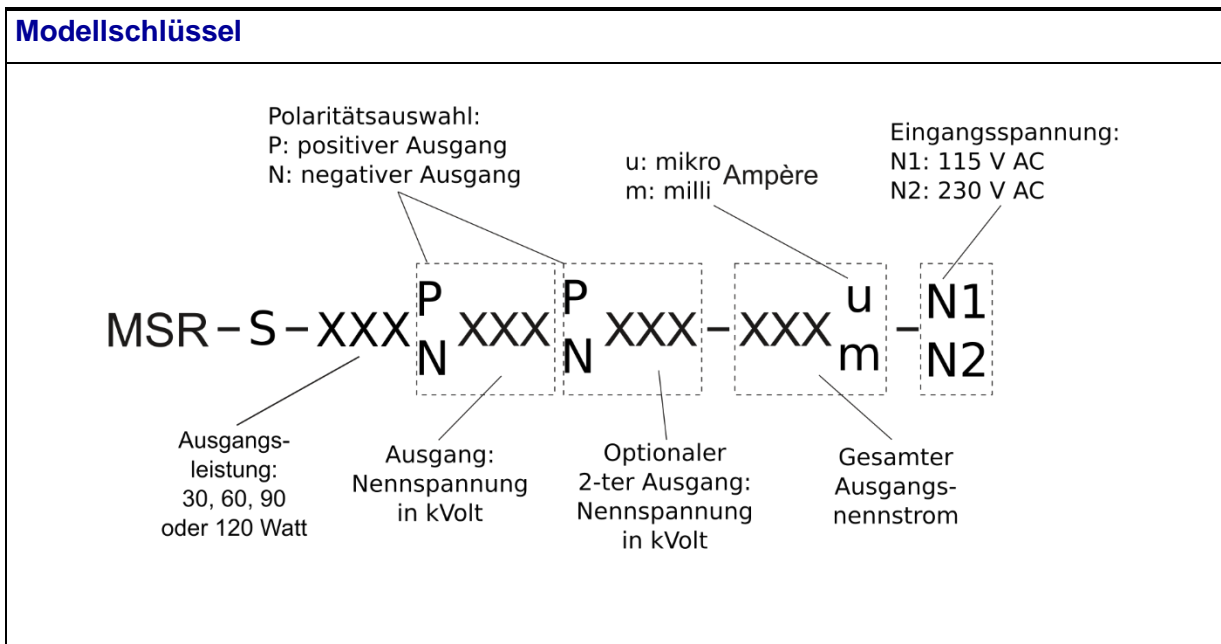 Modellschlüssel
Polaritätsauswahl:
P: positiver Ausgang
N: negativer Ausgang
u: mikro
m: milli
Ampère
Eingangsspannung:
N1: 115 V AC
N2: 230 V AC
MSR – S – XXX P XXX P XXX – XXX u – N1
N N m N2
Ausgangs-
leistung:
30, 60, 90
oder 120 Watt
Ausgang:
Nennspannung
in kVolt
Optionaler
2-ter Ausgang:
Nennspannung
in kVolt
Gesamter
Ausgangs-
nennstrom